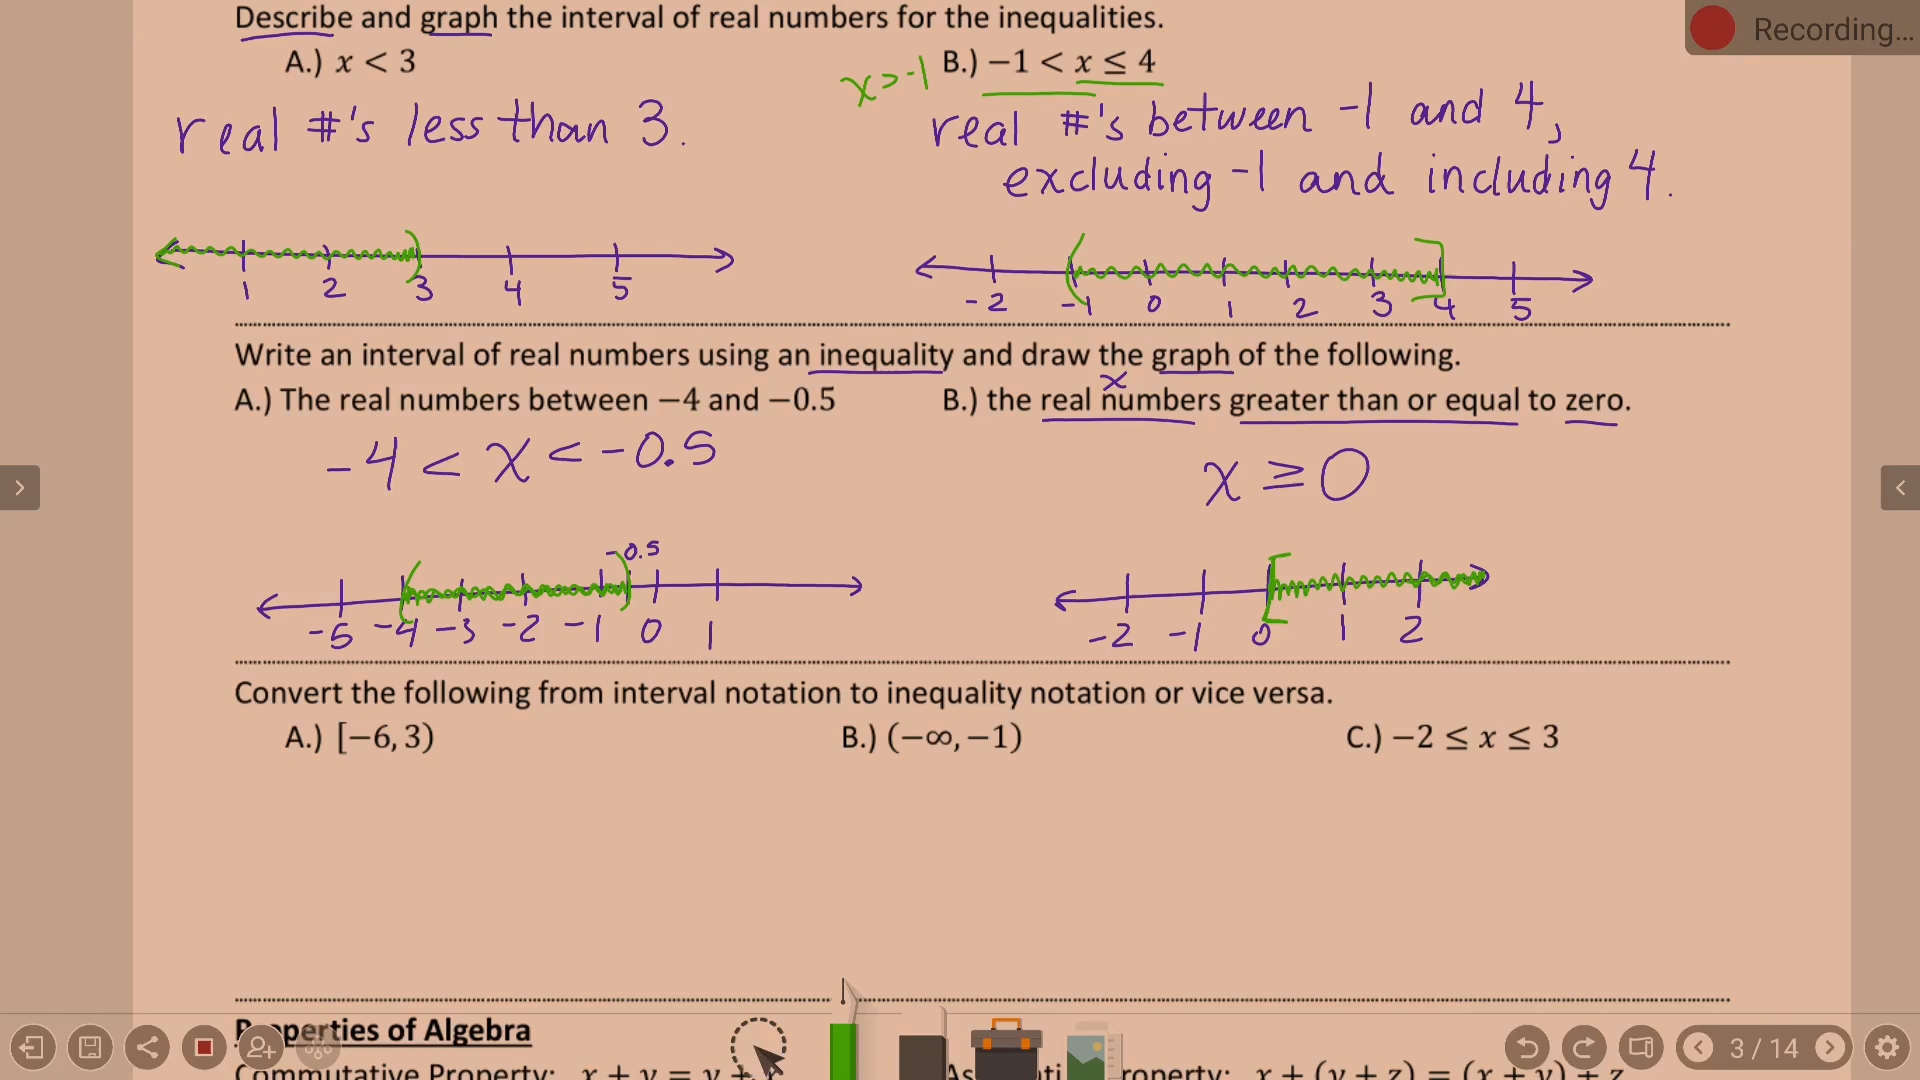 Describe and graph the interval of real numbers for the inequalities.
Recording...
A.) x < 3
x > -1
B.) −1 < x ≤ 4
real #'s less than 3.
real #'s between -1 and 4,
excluding -1 and including 4.
1 2 3 4 5
-2 -1 0 1 2 3 4 5
Write an interval of real numbers using an inequality and draw the graph of the following.
x
A.) The real numbers between −4 and −0.5
B.) the real numbers greater than or equal to zero.
-4 < x < -0.5
x ≥ 0
-0.5
-5 -4 -3 -2 -1 0 1
-2 -1 0 1 2
Convert the following from interval notation to inequality notation or vice versa.
A.) [−6, 3)
B.) (−∞, −1)
C.) −2 ≤ x ≤ 3
Properties of Algebra
3 / 14
Commutative Property: x + y = y + x
x + (y + z) = (x + y) + z